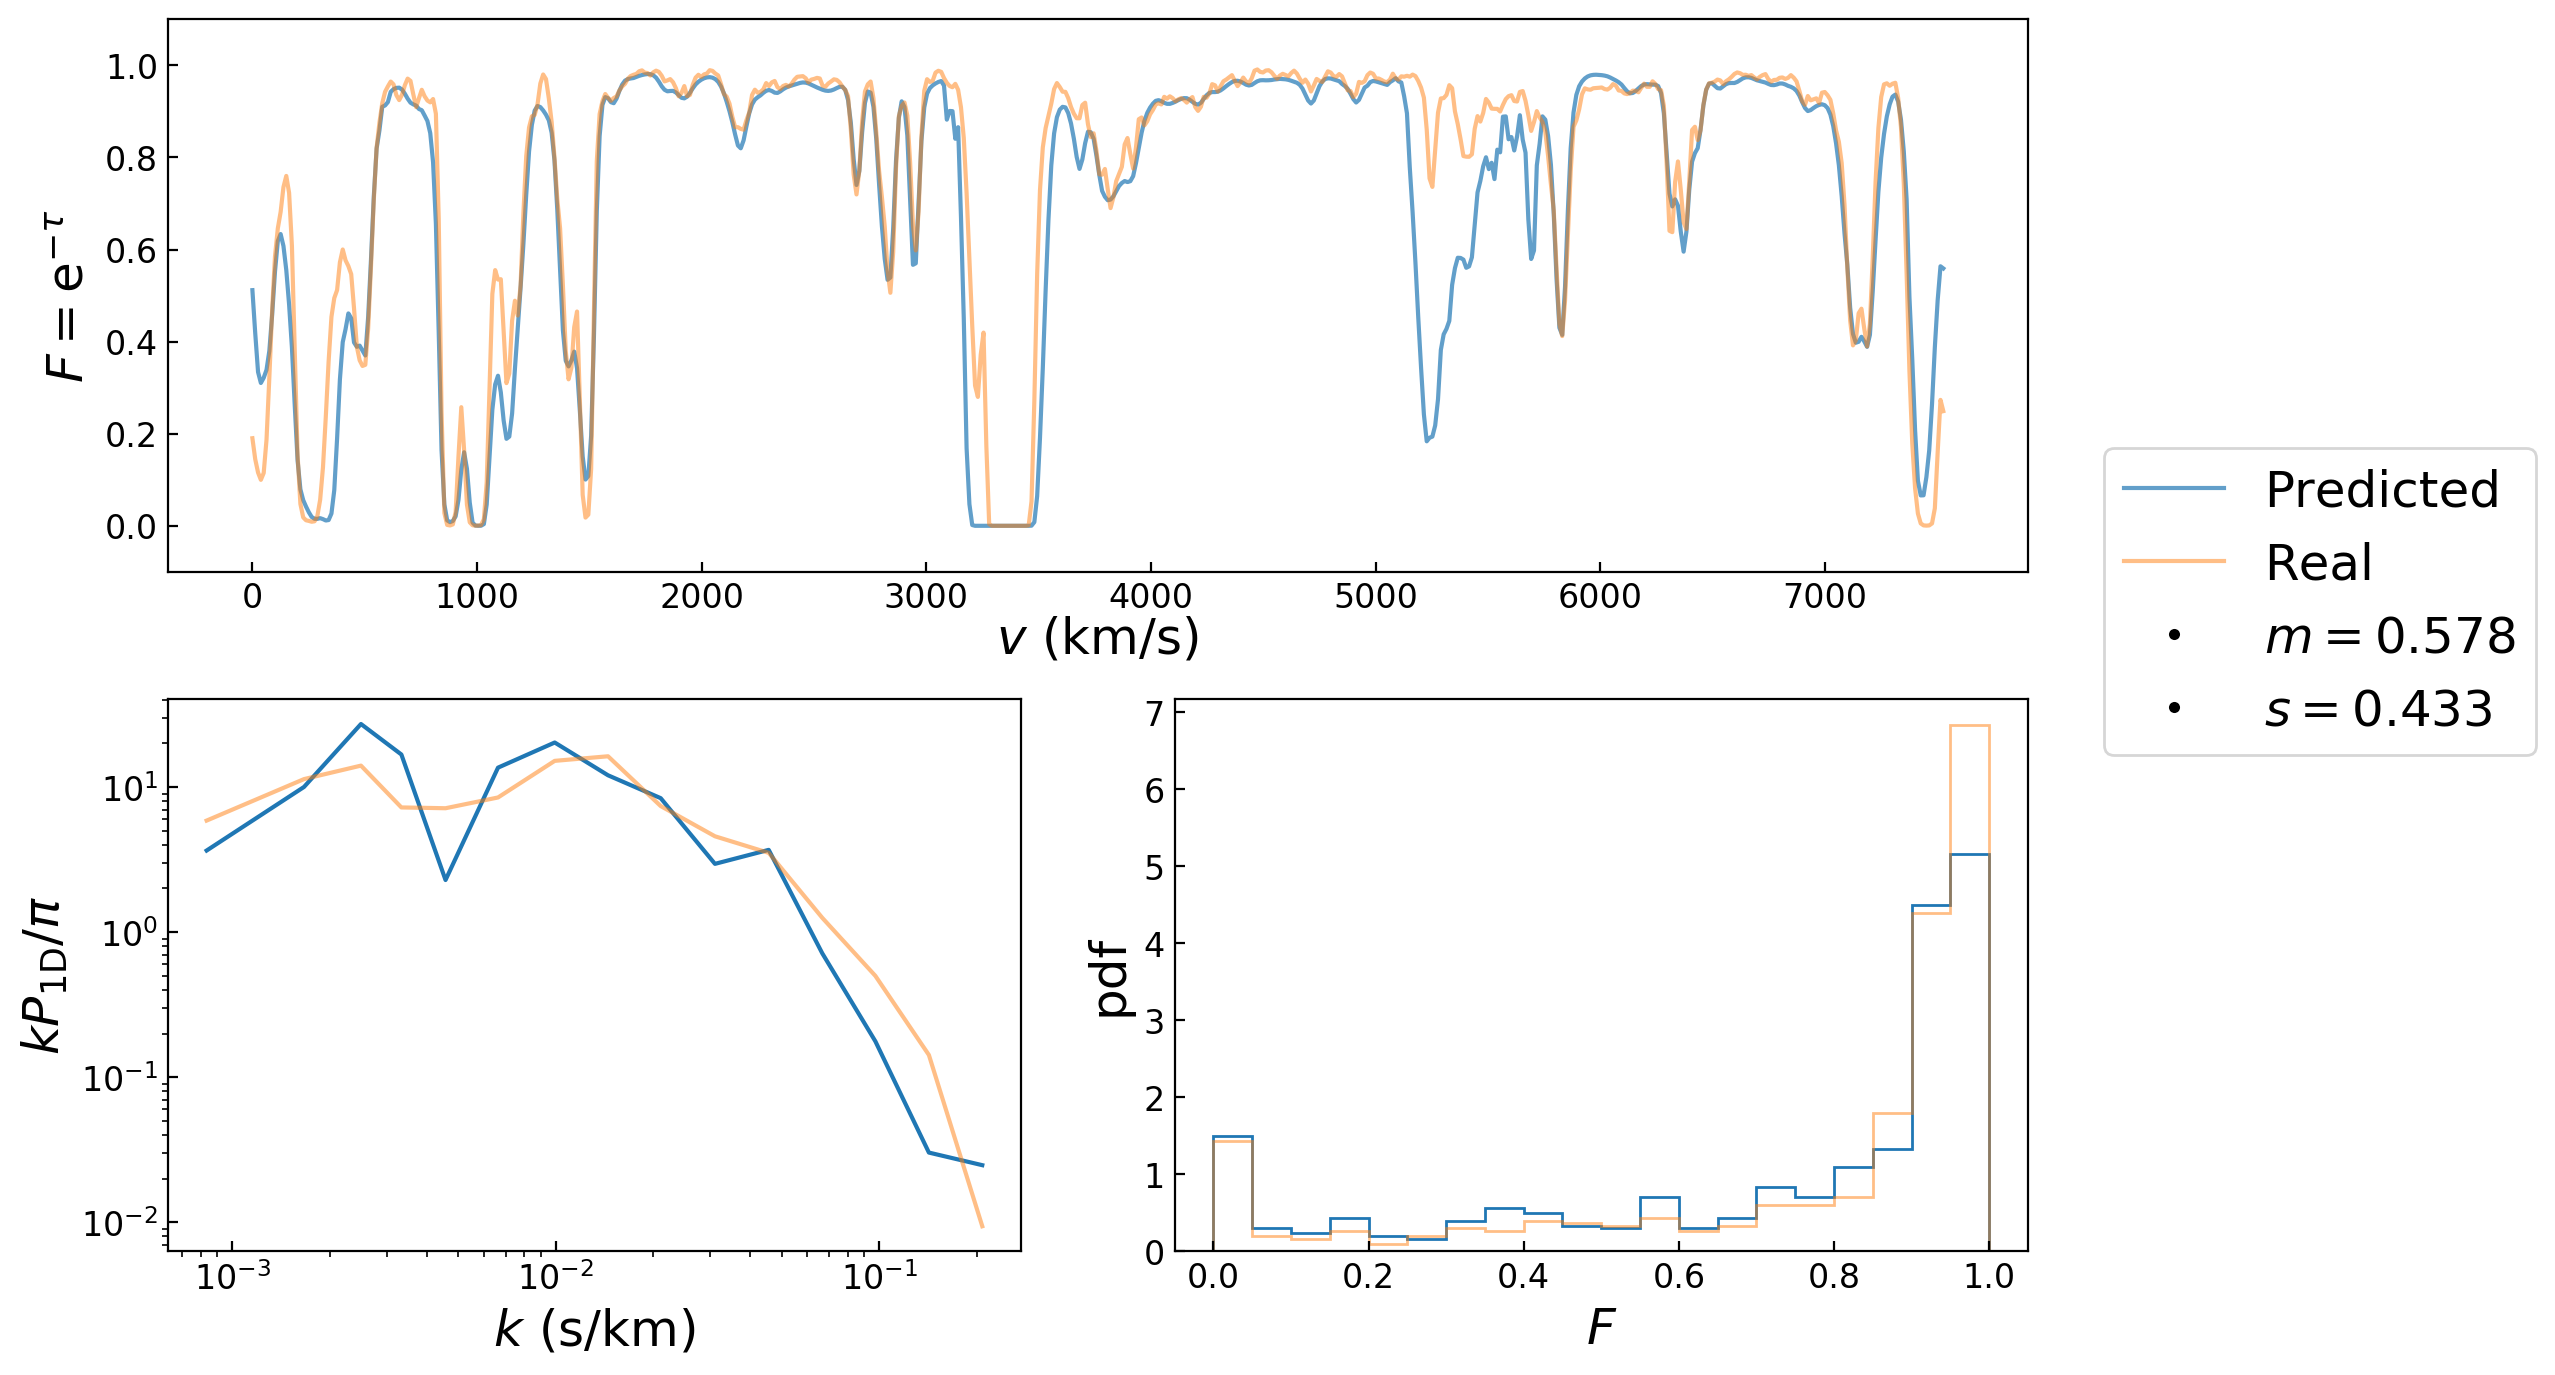 1.0
0.8
0.6
0.4
0.2
0.0
F = e^{−τ}
0 1000 2000 3000 4000 5000 6000 7000
v (km/s)
Predicted
Real
m = 0.578
s = 0.433
10^1
10^0
10^{−1}
10^{−2}
kP_{1D}/π
10^{−3} 10^{−2} 10^{−1}
k (s/km)
7
6
5
4
3
2
1
0
pdf
0.0 0.2 0.4 0.6 0.8 1.0
F